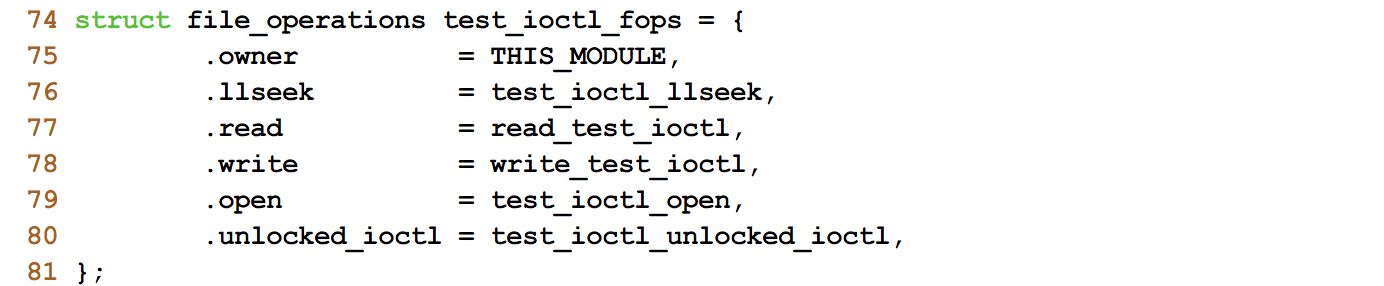 74 struct file_operations test_ioctl_fops = {
75         .owner          = THIS_MODULE,
76         .llseek         = test_ioctl_llseek,
77         .read           = read_test_ioctl,
78         .write          = write_test_ioctl,
79         .open           = test_ioctl_open,
80         .unlocked_ioctl = test_ioctl_unlocked_ioctl,
81 };